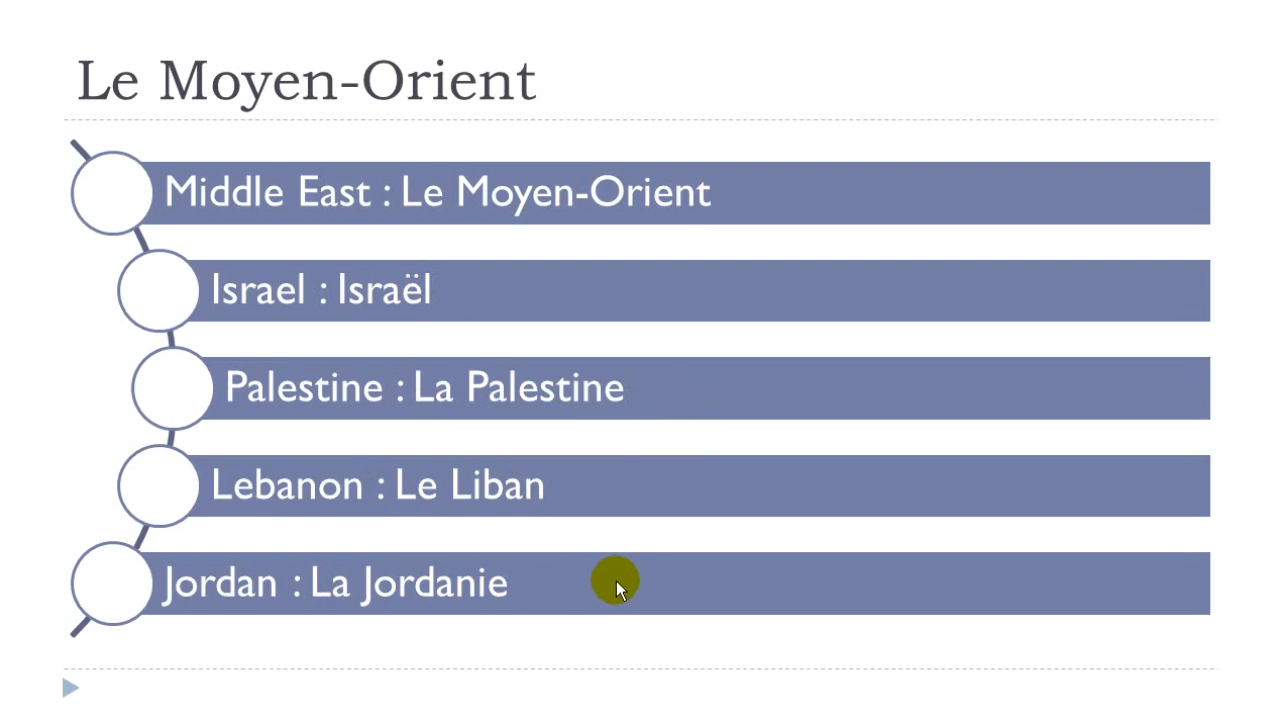 Le Moyen-Orient
Middle East : Le Moyen-Orient
Israel : Israël
Palestine : La Palestine
Lebanon : Le Liban
Jordan : La Jordanie